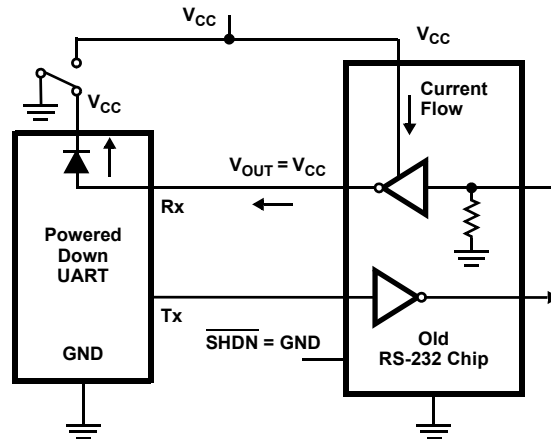 VCC
VCC
VCC
Current
Flow
VOUT = VCC
Rx
Powered
Down
UART
Tx
GND
SHDN = GND
Old
RS-232 Chip